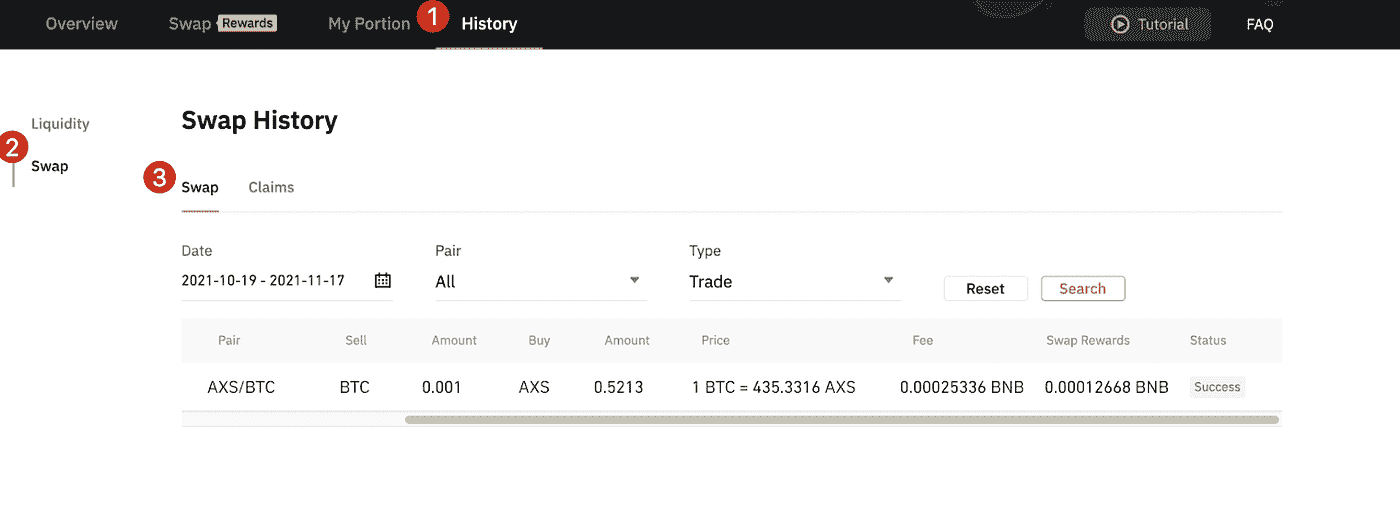 Overview Swap Rewards My Portion 1 History Tutorial FAQ
Liquidity
2
Swap
Swap History
3 Swap Claims
Date Pair Type
2021-10-19 - 2021-11-17 All Trade Reset Search
Pair Sell Amount Buy Amount Price Fee Swap Rewards Status
AXS/BTC BTC 0.001 AXS 0.5213 1 BTC = 435.3316 AXS 0.00025336 BNB 0.00012668 BNB Success